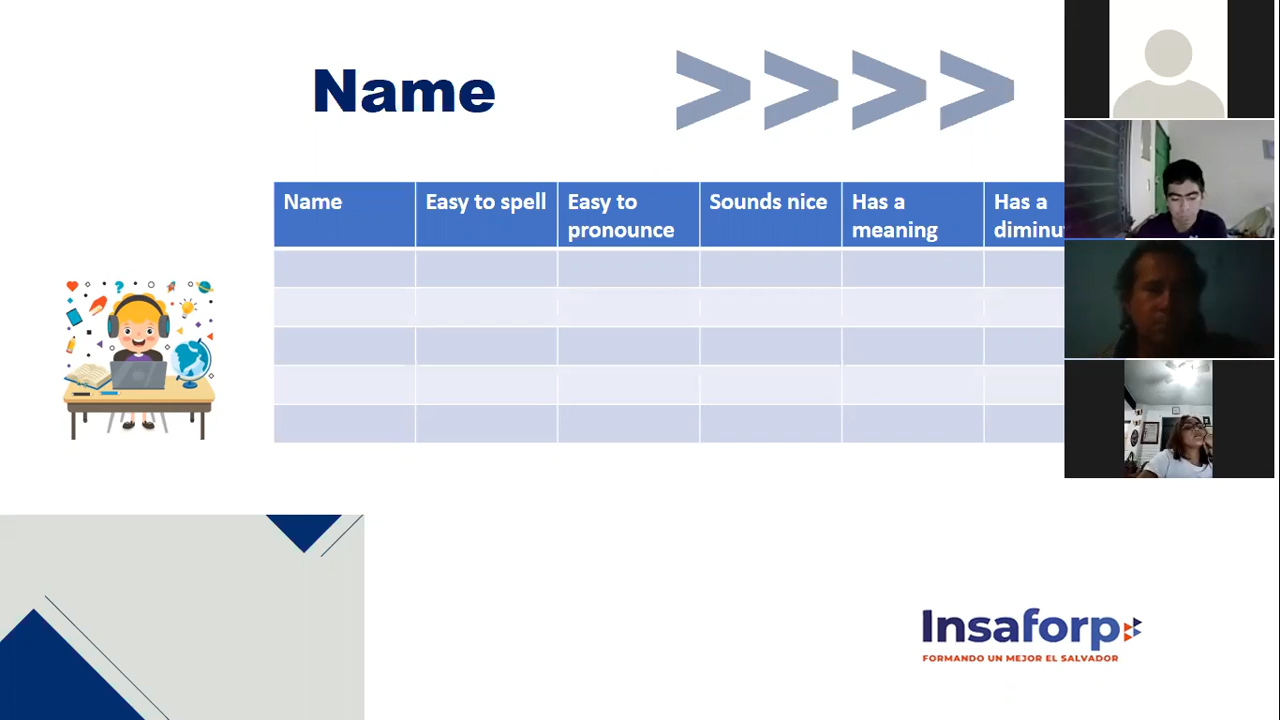 Name
Name
Easy to spell
Easy to
pronounce
Sounds nice
Has a
meaning
Has a
Insaforp
FORMANDO UN MEJOR EL SALVADOR